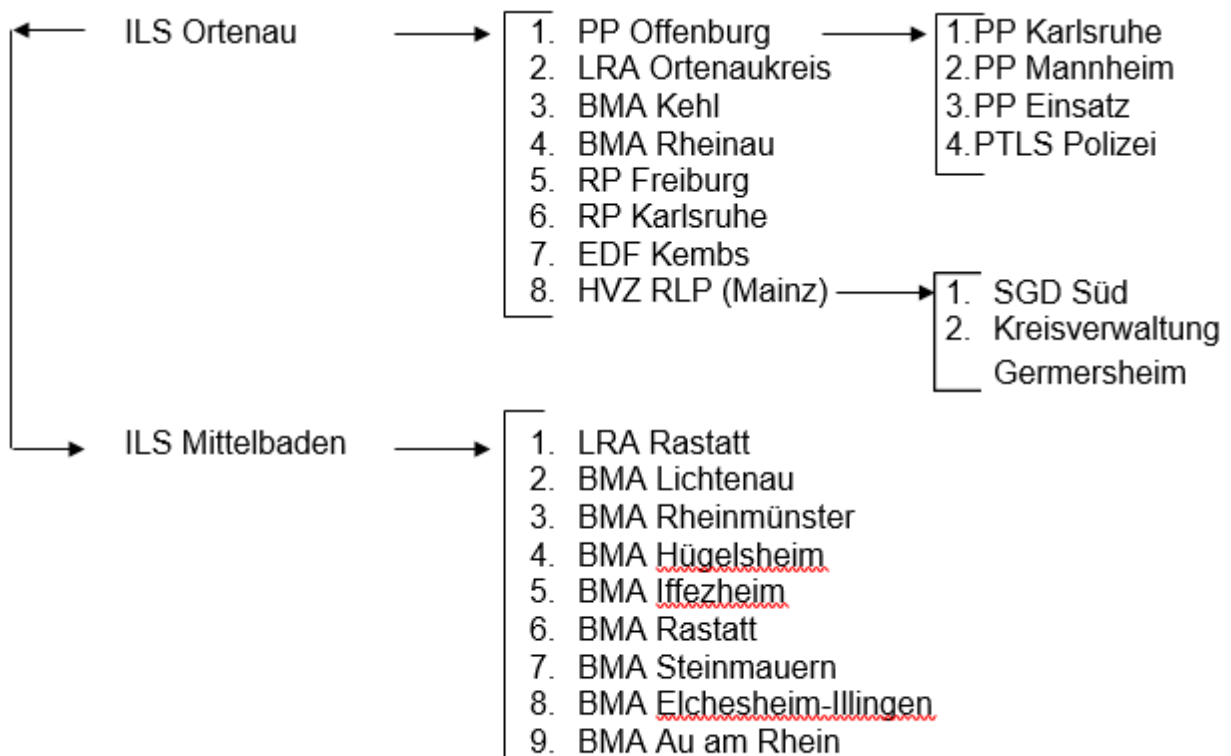 ILS Ortenau
1. PP Offenburg
2. LRA Ortenaukreis
3. BMA Kehl
4. BMA Rheinau
5. RP Freiburg
6. RP Karlsruhe
7. EDF Kembs
8. HVZ RLP (Mainz)
1. PP Karlsruhe
2. PP Mannheim
3. PP Einsatz
4. PTLS Polizei
1. SGD Süd
2. Kreisverwaltung
Germersheim
ILS Mittelbaden
1. LRA Rastatt
2. BMA Lichtenau
3. BMA Rheinmünster
4. BMA Hügelsheim
5. BMA Iffezheim
6. BMA Rastatt
7. BMA Steinmauern
8. BMA Elchesheim-Illingen
9. BMA Au am Rhein